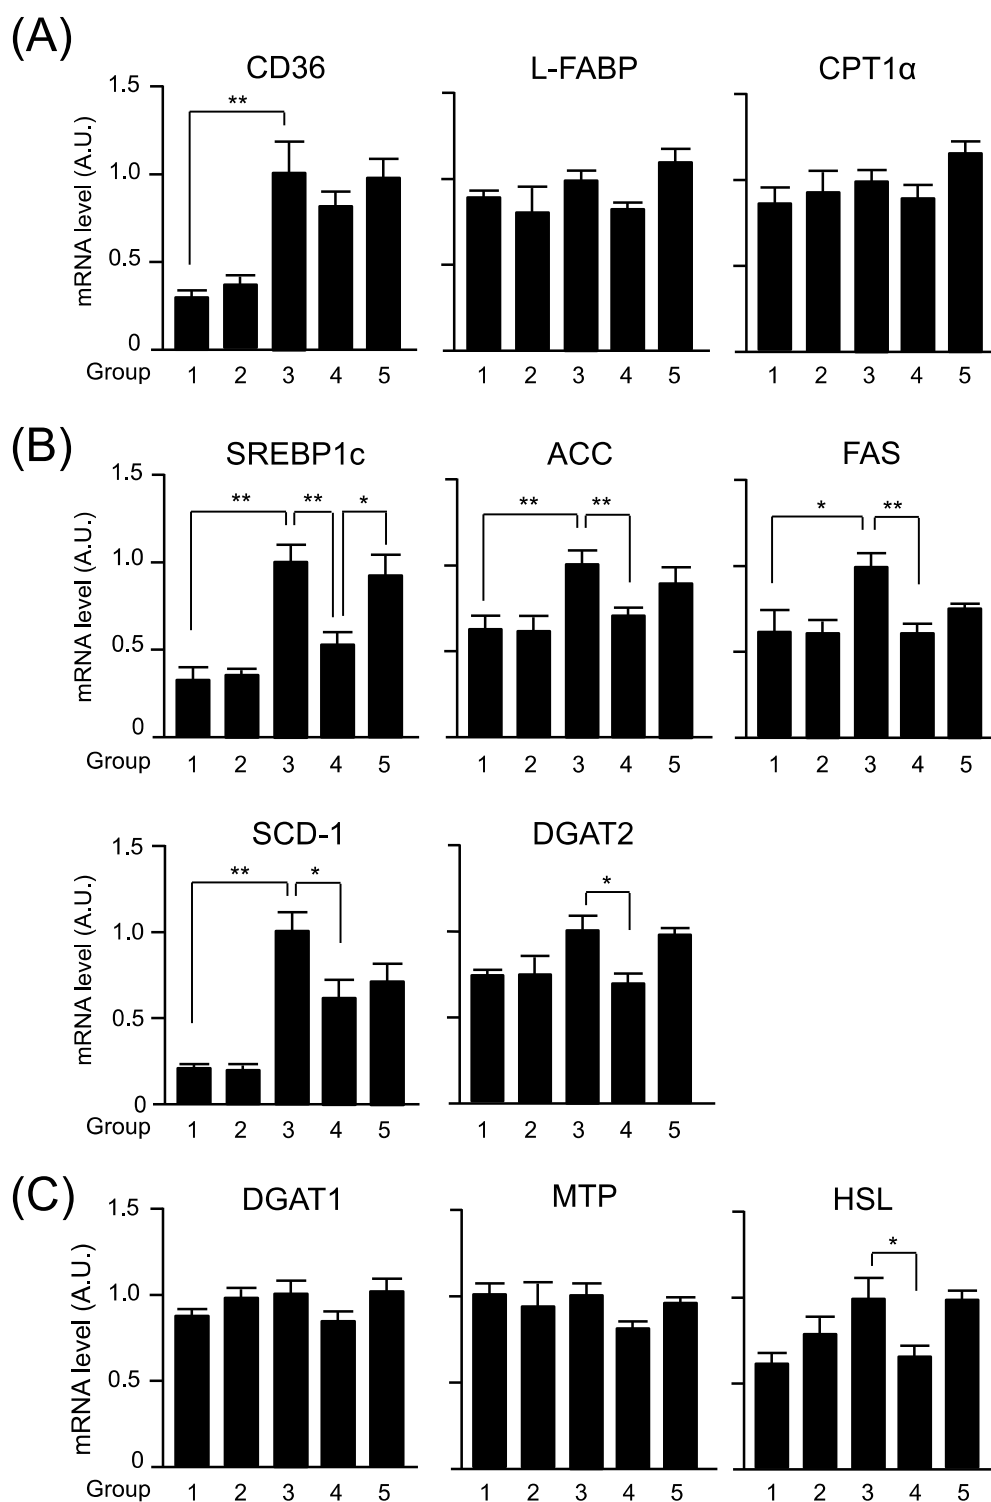 (A)
CD36 L-FABP CPT1α
mRNA level (A.U.)
1.5
1.0
0.5
0
**
Group 1 2 3 4 5 1 2 3 4 5 1 2 3 4 5
(B)
SREBP1c ACC FAS
mRNA level (A.U.)
1.5
1.0
0.5
0
** ** * ** ** * **
Group 1 2 3 4 5 1 2 3 4 5 1 2 3 4 5
SCD-1 DGAT2
mRNA level (A.U.)
1.5
1.0
0.5
0
** * *
Group 1 2 3 4 5 1 2 3 4 5
(C)
DGAT1 MTP HSL
mRNA level (A.U.)
1.5
1.0
0.5
0
*
Group 1 2 3 4 5 1 2 3 4 5 1 2 3 4 5